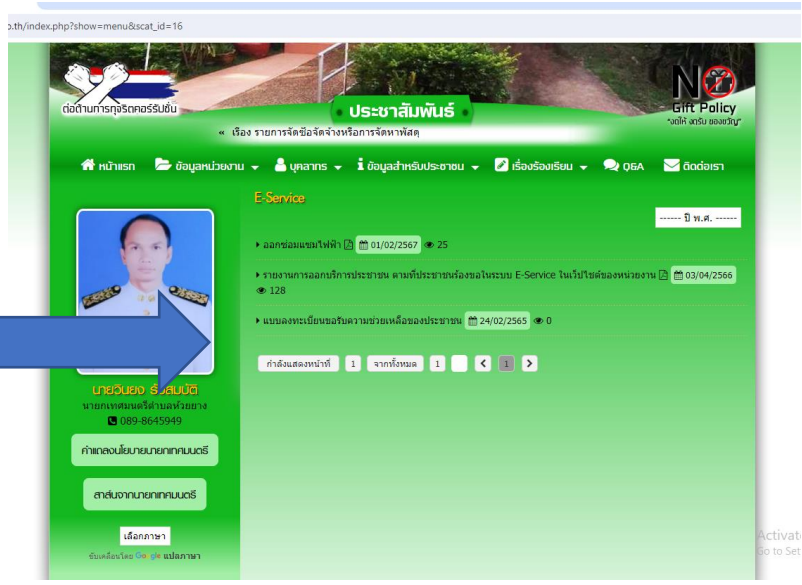 o.th/index.php?show=menu&scat_id=16
ต่อต้านการทุจริตคอร์รัปชั่น
ประชาสัมพันธ์
NO
Gift Policy
"งดให้ งดรับ ของขวัญ"
« เรื่อง รายการจัดซื้อจัดจ้างหรือการจัดหาพัสดุ
หน้าแรก ข้อมูลหน่วยงาน บุคลากร ข้อมูลสำหรับประชาชน เรื่องร้องเรียน Q&A ติดต่อเรา
E-Service
------ ปี พ.ศ. ------
ออกซ่อมแซมไฟฟ้า 01/02/2567 25
รายงานการออกบริการประชาชน ตามที่ประชาชนร้องขอในระบบ E-Service ในเว็ปไซต์ของหน่วยงาน 03/04/2566
128
แบบลงทะเบียนขอรับความช่วยเหลือของประชาชน 24/02/2565 0
กำลังแสดงหน้าที่ 1 จากทั้งหมด 1 < 1 >
นายวินยง
นายกเทศมนตรีตำบลห้วยยาง
089-8645949
คำแถลงนโยบายนายกเทศมนตรี
สาส์นจากนายกเทศมนตรี
เลือกภาษา
ขับเคลื่อนโดย Google แปลภาษา
Activate
Go to Set